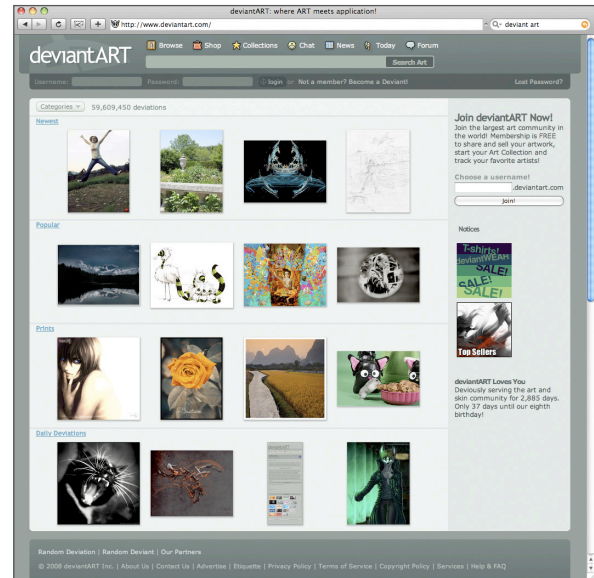 deviantART: where ART meets application!
http://www.deviantart.com/
deviant art
deviantART
Browse Shop Collections Chat News Today Forum
Search Art
Username: Password: login or Not a member? Become a Deviant! Lost Password?
Categories 59,609,450 deviations
Newest
Popular
Prints
Daily Deviations
Join deviantART Now!
Join the largest art community in
the world! Membership is FREE
to share and sell your artwork,
start your Art Collection and
track your favorite artists!
Choose a username!
.deviantart.com
Join!
Notices
T-shirts!
deviantWEAR
SALE!
SALE!
SALE!
Top Sellers
deviantART Loves You
Deviously serving the art and
skin community for 2,885 days.
Only 37 days until our eighth
birthday!
Random Deviation | Random Deviant | Our Partners
© 2008 deviantART Inc. | About Us | Contact Us | Advertise | Etiquette | Privacy Policy | Terms of Service | Copyright Policy | Services | Help & FAQ